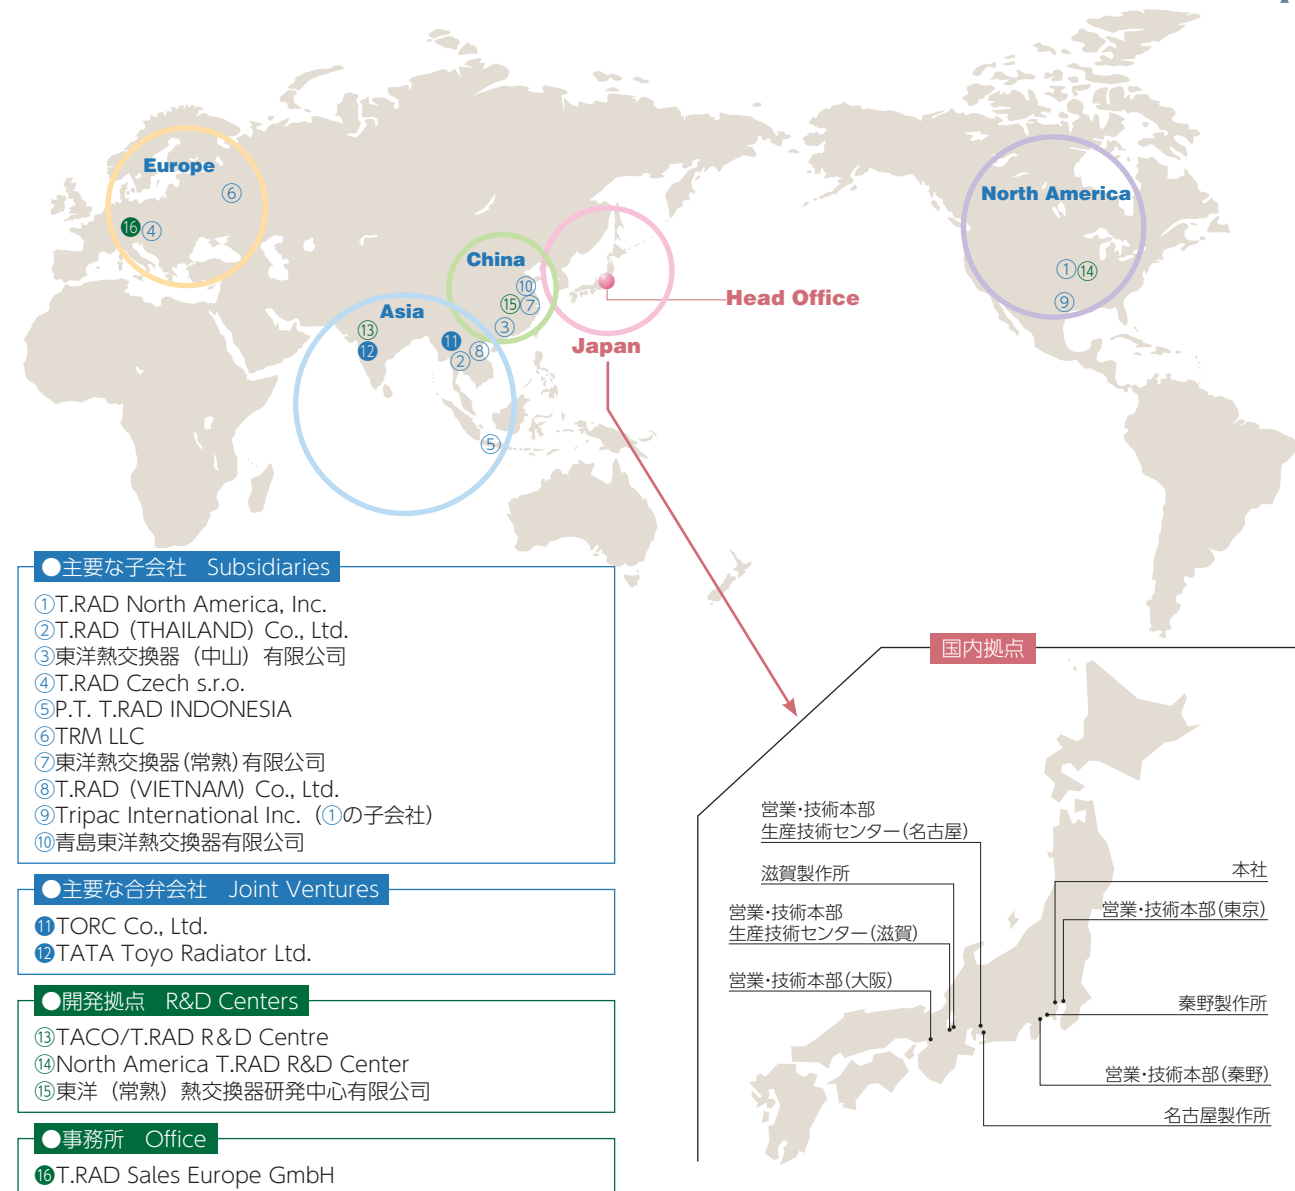 Europe
⑥
⑯④
China
⑩
⑮⑦
③
Asia
⑬
⑫
⑪
②⑧
⑤
Japan
Head Office
North America
①⑭
⑨
●主要な子会社 Subsidiaries
①T.RAD North America, Inc.
②T.RAD (THAILAND) Co., Ltd.
③東洋熱交換器（中山）有限公司
④T.RAD Czech s.r.o.
⑤P.T. T.RAD INDONESIA
⑥TRM LLC
⑦東洋熱交換器(常熟)有限公司
⑧T.RAD (VIETNAM) Co., Ltd.
⑨Tripac International Inc.（①の子会社）
⑩青島東洋熱交換器有限公司
●主要な合弁会社 Joint Ventures
⓫TORC Co., Ltd.
⓬TATA Toyo Radiator Ltd.
●開発拠点 R&D Centers
⑬TACO/T.RAD R&D Centre
⑭North America T.RAD R&D Center
⑮東洋（常熟）熱交換器研発中心有限公司
●事務所 Office
⓰T.RAD Sales Europe GmbH
国内拠点
営業・技術本部
生産技術センター(名古屋)
滋賀製作所
営業・技術本部
生産技術センター(滋賀)
営業・技術本部(大阪)
本社
営業・技術本部(東京)
秦野製作所
営業・技術本部(秦野)
名古屋製作所